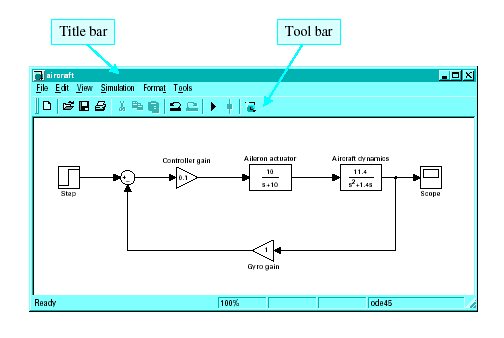 Title bar Tool bar
aircraft
File Edit View Simulation Format Tools
Controller gain Aileron actuator Aircraft dynamics
Step
0.1
10
s+10
11.4
s2+1.4s
Scope
1
Gyro gain
Ready 100% ode45